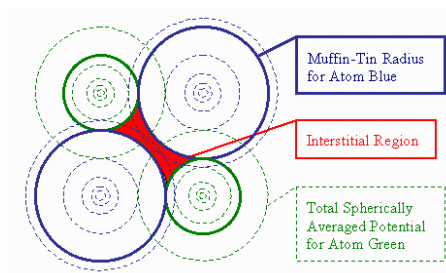 Muffin-Tin Radius
for Atom Blue
Interstitial Region
Total Spherically
Averaged Potential
for Atom Green